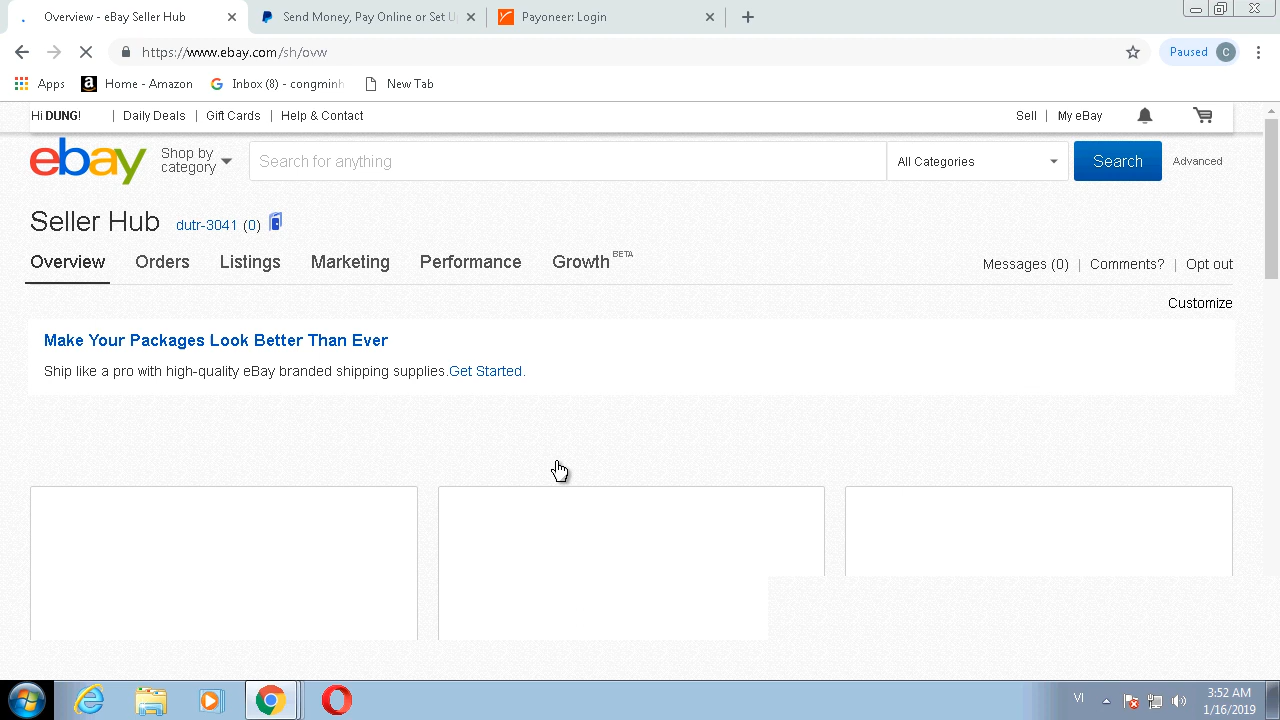 Overview - eBay Seller Hub
Send Money, Pay Online or Set U
Payoneer: Login
https://www.ebay.com/sh/ovw
Paused C
Apps
a Home - Amazon
G Inbox (8) - congminh
New Tab
Hi DUNG! | Daily Deals | Gift Cards | Help & Contact
Sell | My eBay
ebay
Shop by
category
Search for anything
All Categories
Search
Advanced
Seller Hub dutr-3041 (0)
Overview Orders Listings Marketing Performance Growth BETA
Messages (0) | Comments? | Opt out
Customize
Make Your Packages Look Better Than Ever
Ship like a pro with high-quality eBay branded shipping supplies.Get Started.
VI
3:52 AM
1/16/2019